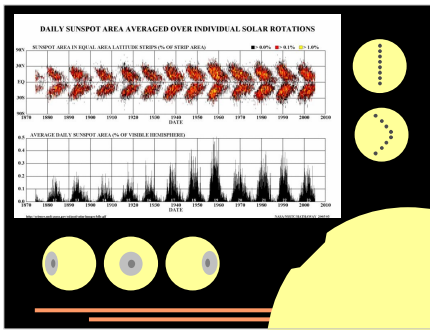 DAILY SUNSPOT AREA AVERAGED OVER INDIVIDUAL SOLAR ROTATIONS
SUNSPOT AREA IN EQUAL AREA LATITUDE STRIPS (% OF STRIP AREA) > 0.0% > 0.1% > 1.0%
90N
30N
EQ
30S
90S
1870 1880 1890 1900 1910 1920 1930 1940 1950 1960 1970 1980 1990 2000 2010
DATE
AVERAGE DAILY SUNSPOT AREA (% OF VISIBLE HEMISPHERE)
0.5
0.4
0.3
0.2
0.1
0.0
1870 1880 1890 1900 1910 1920 1930 1940 1950 1960 1970 1980 1990 2000 2010
DATE